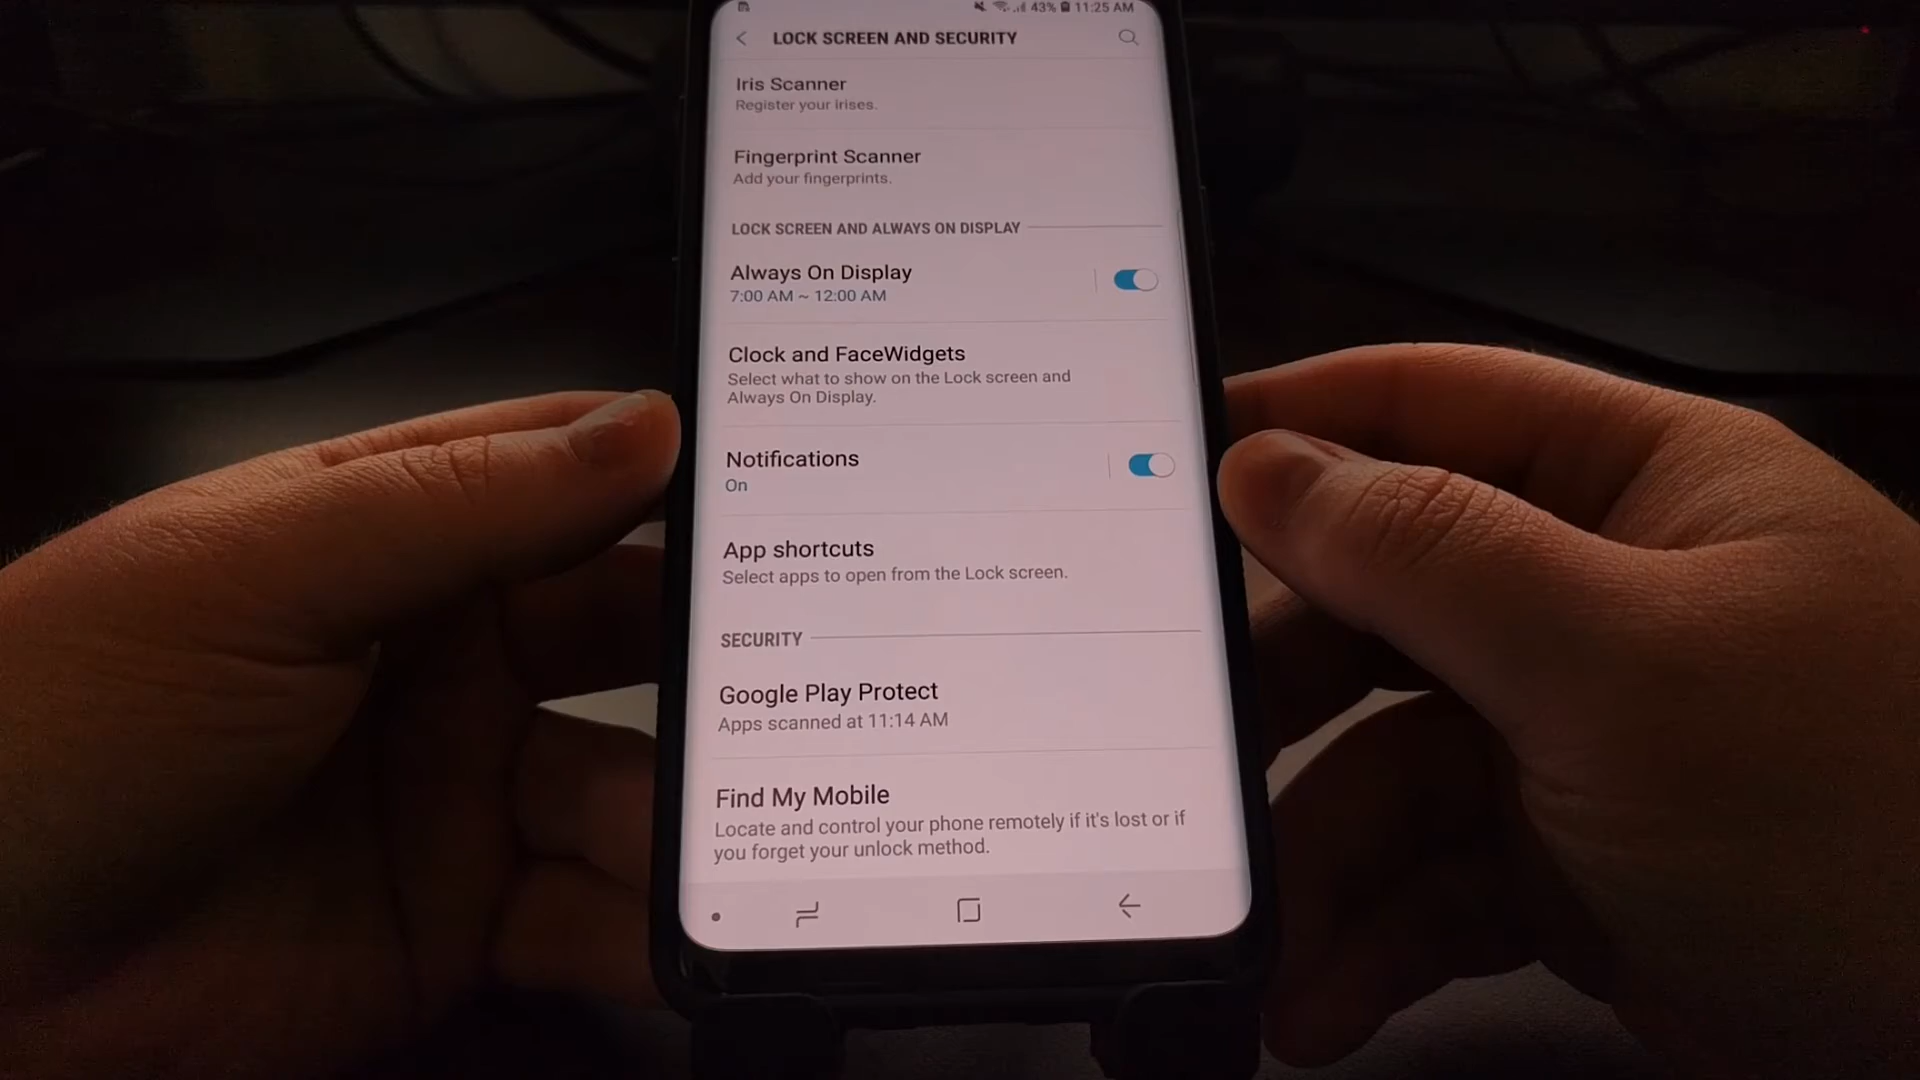 43% 11:25 AM
LOCK SCREEN AND SECURITY
Iris Scanner
Register your irises.
Fingerprint Scanner
Add your fingerprints.
LOCK SCREEN AND ALWAYS ON DISPLAY
Always On Display
7:00 AM ~ 12:00 AM
Clock and FaceWidgets
Select what to show on the Lock screen and
Always On Display.
Notifications
On
App shortcuts
Select apps to open from the Lock screen.
SECURITY
Google Play Protect
Apps scanned at 11:14 AM
Find My Mobile
Locate and control your phone remotely if it's lost or if
you forget your unlock method.